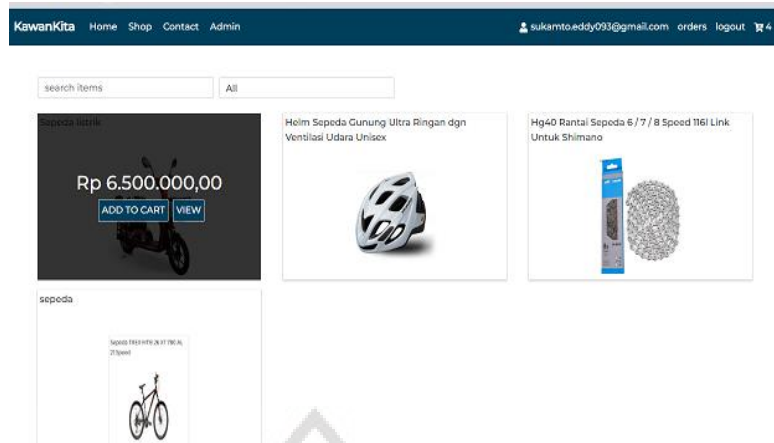 KawanKita Home Shop Contact Admin sukamto.eddy093@gmail.com orders logout 4
search items All
Sepeda listrik
Rp 6.500.000,00
ADD TO CART VIEW
Helm Sepeda Gunung Ultra Ringan dgn
Ventilasi Udara Unisex
Hg40 Rantai Sepeda 6 / 7 / 8 Speed 116l Link
Untuk Shimano
sepeda
21 Speed